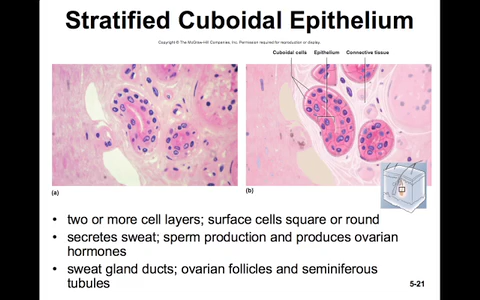 Stratified Cuboidal Epithelium
Copyright © The McGraw-Hill Companies, Inc. Permission required for reproduction or display.
Cuboidal cells Epithelium Connective tissue
(a) (b)
• two or more cell layers; surface cells square or round
• secretes sweat; sperm production and produces ovarian
hormones
• sweat gland ducts; ovarian follicles and seminiferous
tubules
5-21